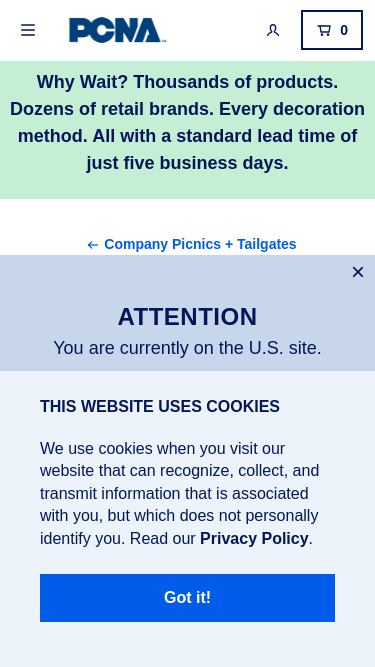 PCNA
0
Why Wait? Thousands of products.
Dozens of retail brands. Every decoration
method. All with a standard lead time of
just five business days.
← Company Picnics + Tailgates
×
ATTENTION
You are currently on the U.S. site.
THIS WEBSITE USES COOKIES
We use cookies when you visit our
website that can recognize, collect, and
transmit information that is associated
with you, but which does not personally
identify you. Read our Privacy Policy.
Got it!